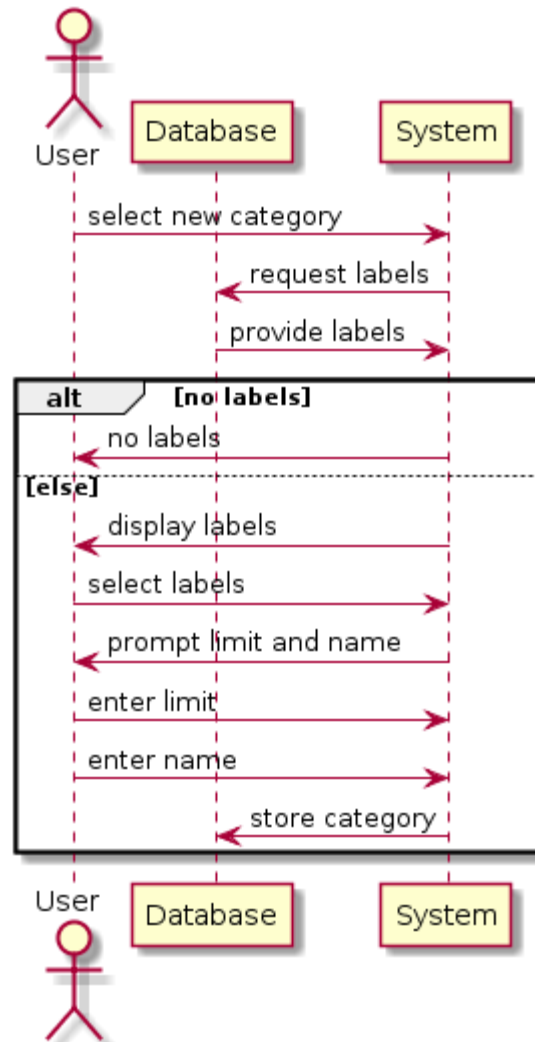 User
Database
System
select new category
request labels
provide labels
alt [no labels]
no labels
[else]
display labels
select labels
prompt limit and name
enter limit
enter name
store category
User
Database
System